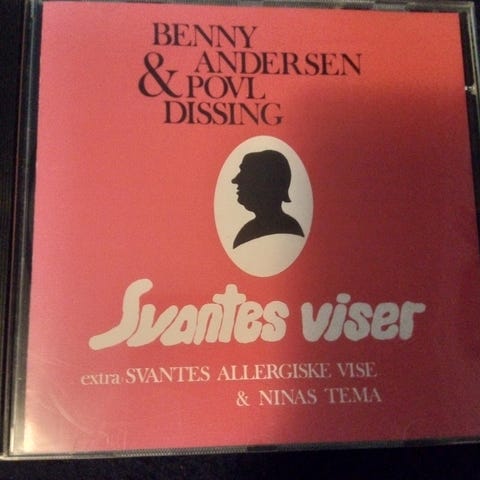 BENNY
ANDERSEN
& POVL
DISSING
Svantes viser
extra: SVANTES ALLERGISKE VISE
& NINAS TEMA